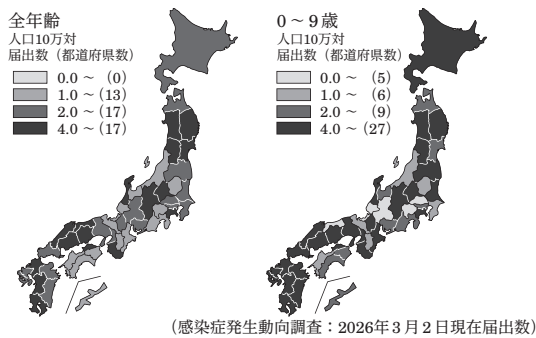 全年齢
人口10万対
届出数（都道府県数）
0.0～（0）
1.0～（13）
2.0～（17）
4.0～（17）
0～9歳
人口10万対
届出数（都道府県数）
0.0～（5）
1.0～（6）
2.0～（9）
4.0～（27）
（感染症発生動向調査：2026年3月2日現在届出数）